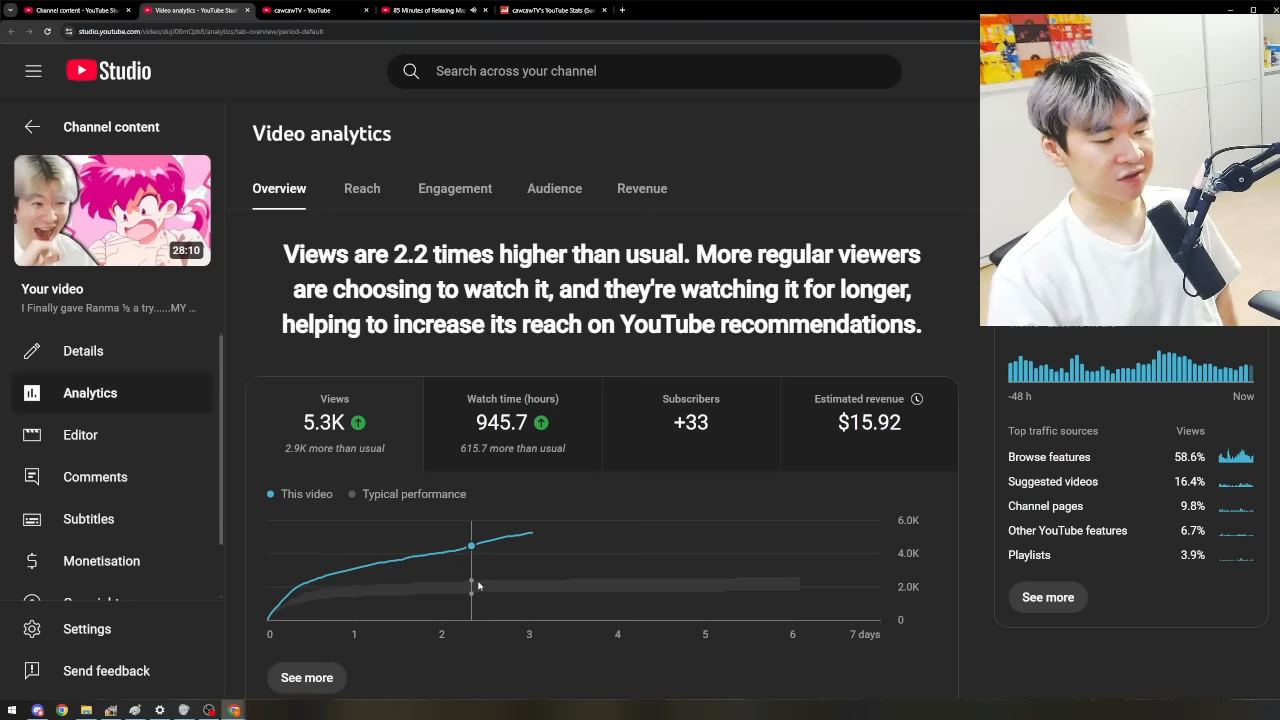 Content content - YouTube Stu
Video analytics - YouTube Stud
cawcawTV - YouTube
85 Minutes of Relaxing Ma
cawcawTV's YouTube Stats (Su
studio.youtube.com/video/dujJ08mQzk8/analytics/tab-overview/period-default
Studio
Search across your channel
Channel content
28:10
Your video
I Finally gave Ranma ½ a try......MY ...
Details
Analytics
Editor
Comments
Subtitles
Monetisation
Settings
Send feedback
Video analytics
Overview
Reach
Engagement
Audience
Revenue
Views are 2.2 times higher than usual. More regular viewers
are choosing to watch it, and they're watching it for longer,
helping to increase its reach on YouTube recommendations.
Views
5.3K
2.9K more than usual
Watch time (hours)
945.7
615.7 more than usual
Subscribers
+33
Estimated revenue
$15.92
This video
Typical performance
6.0K
4.0K
2.0K
0
0 1 2 3 4 5 6 7 days
See more
-48 h
Now
Top traffic sources
Views
Browse features 58.6%
Suggested videos 16.4%
Channel pages 9.8%
Other YouTube features 6.7%
Playlists 3.9%
See more